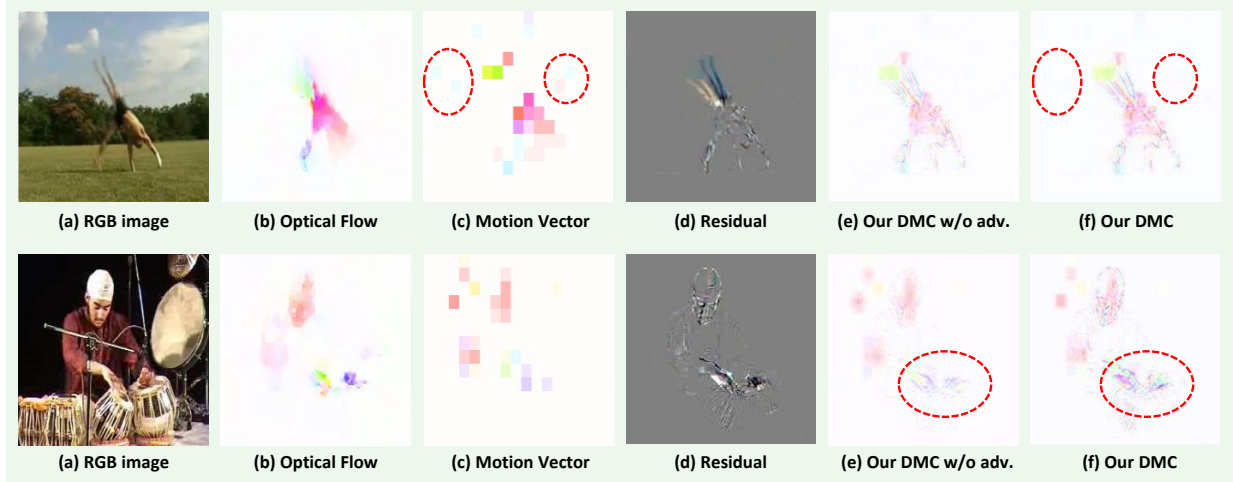 (a) RGB image (b) Optical Flow (c) Motion Vector (d) Residual (e) Our DMC w/o adv. (f) Our DMC
(a) RGB image (b) Optical Flow (c) Motion Vector (d) Residual (e) Our DMC w/o adv. (f) Our DMC